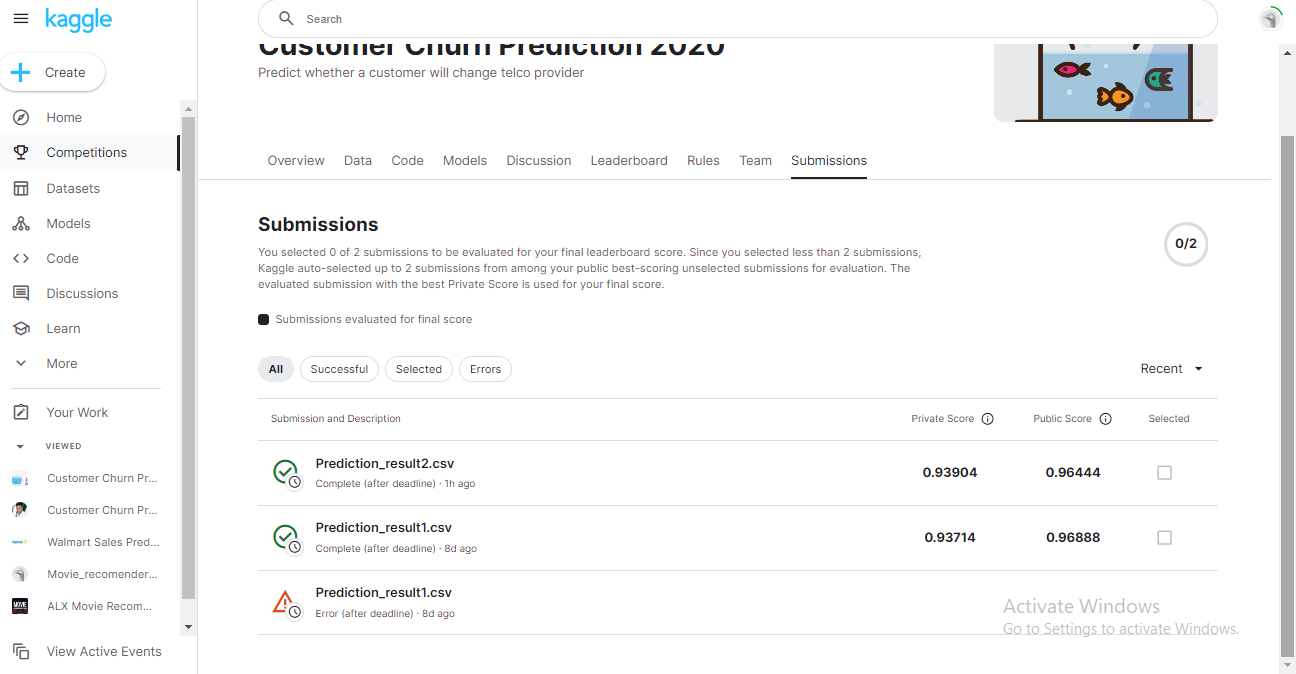 kaggle
Search
Create
Home
Competitions
Datasets
Models
Code
Discussions
Learn
More
Your Work
VIEWED
Customer Churn Pr...
Customer Churn Pr...
Walmart Sales Pred...
Movie_recomender...
ALX Movie Recom...
View Active Events
Customer Churn Prediction 2020
Predict whether a customer will change telco provider
Overview Data Code Models Discussion Leaderboard Rules Team Submissions
Submissions
You selected 0 of 2 submissions to be evaluated for your final leaderboard score. Since you selected less than 2 submissions,
Kaggle auto-selected up to 2 submissions from among your public best-scoring unselected submissions for evaluation. The
evaluated submission with the best Private Score is used for your final score.
0/2
Submissions evaluated for final score
All Successful Selected Errors Recent
Submission and Description Private Score Public Score Selected
Prediction_result2.csv
Complete (after deadline) · 1h ago
0.93904 0.96444
Prediction_result1.csv
Complete (after deadline) · 8d ago
0.93714 0.96888
Prediction_result1.csv
Error (after deadline) · 8d ago
Activate Windows
Go to Settings to activate Windows.